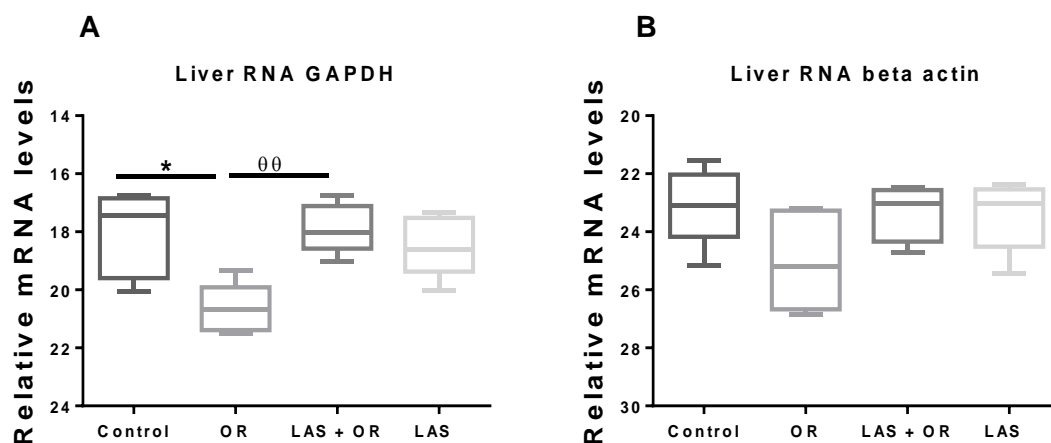 A
Liver RNA GAPDH
Relative mRNA levels
14
16
18
20
22
24
*
θθ
Control
OR
LAS + OR
LAS
B
Liver RNA beta actin
Relative mRNA levels
20
22
24
26
28
30
Control
OR
LAS + OR
LAS